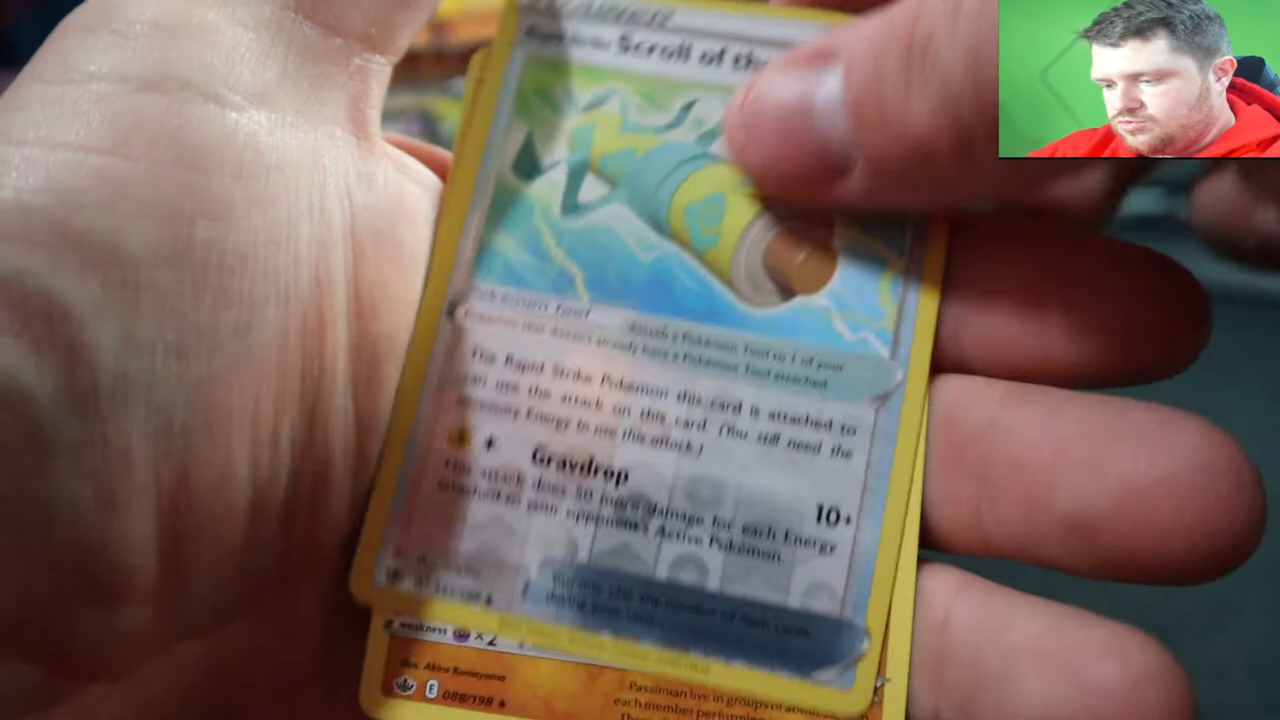 TRAINER
Scroll of the
Pokémon Tool
Attach a Pokémon Tool to 1 of your
Pokémon that doesn't already have a Pokémon Tool attached.
The Rapid Strike Pokémon this card is attached to
can use the attack on this card. (You still need the
necessary Energy to use this attack.)
Gravdrop 10+
This attack does 50 more damage for each Energy
attached to your opponent's Active Pokémon.
You may
weakness ×2
illus. Akira Komayama
E 088/198
Passimian live in groups of about
each member performing